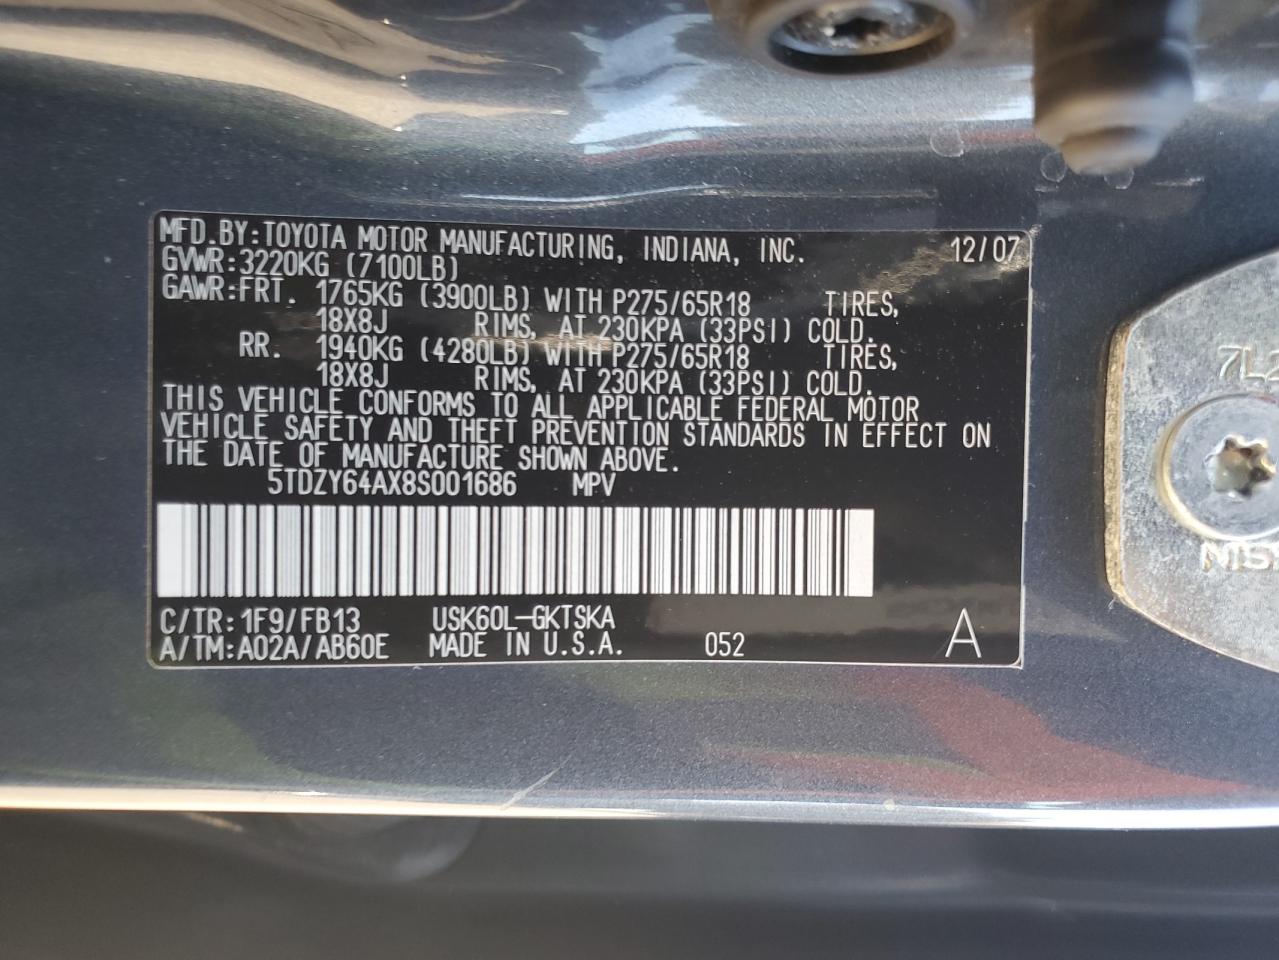 MFD.BY:TOYOTA MOTOR MANUFACTURING, INDIANA, INC. 12/07
GVWR:3220KG (7100LB)
GAWR:FRT. 1765KG (3900LB) WITH P275/65R18 TIRES,
18X8J RIMS, AT 230KPA (33PSI) COLD.
RR. 1940KG (4280LB) WITH P275/65R18 TIRES,
18X8J RIMS, AT 230KPA (33PSI) COLD.
THIS VEHICLE CONFORMS TO ALL APPLICABLE FEDERAL MOTOR
VEHICLE SAFETY AND THEFT PREVENTION STANDARDS IN EFFECT ON
THE DATE OF MANUFACTURE SHOWN ABOVE.
5TDZY64AX8S001686 MPV
C/TR:1F9/FB13 USK60L-GKTSKA
A/TM:A02A/AB60E MADE IN U.S.A. 052 A